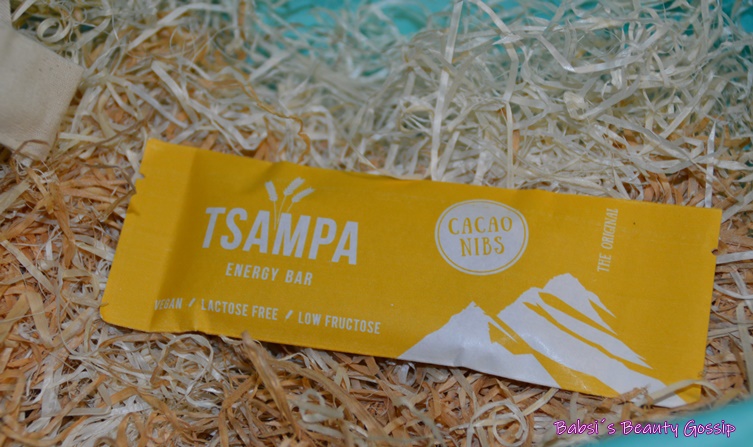 TSAMPA
ENERGY BAR
VEGAN / LACTOSE FREE / LOW FRUCTOSE
CACAO
NIBS
THE ORIGINAL
Babsi´s Beauty Gossip